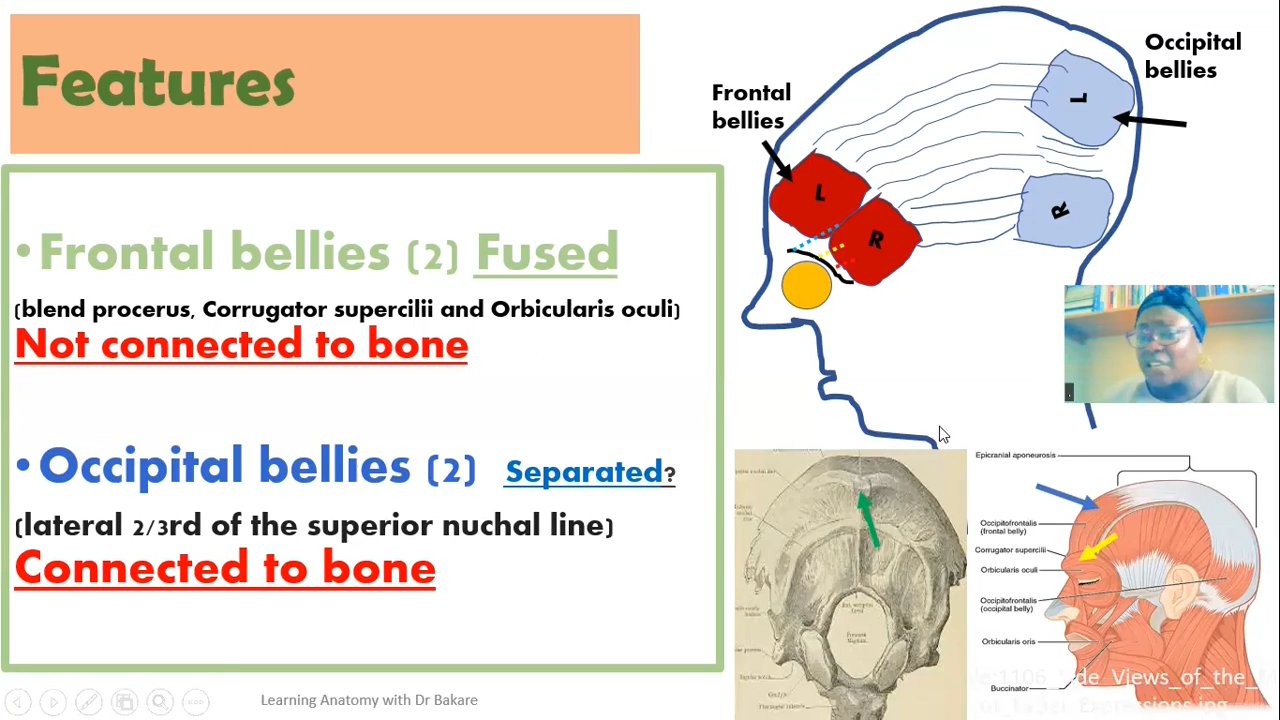 Features
•Frontal bellies (2) Fused
(blend procerus, Corrugator supercilii and Orbicularis oculi)
Not connected to bone
•Occipital bellies (2) Separated?
(lateral 2/3rd of the superior nuchal line)
Connected to bone
Learning Anatomy with Dr Bakare
Frontal
bellies
Occipital
bellies
L
R
L
R
Foramen
Magnum
Epicranial aponeurosis
Occipitofrontalis
(frontal belly)
Corrugator supercilii
Orbicularis oculi
Occipitofrontalis
(occipital belly)
Orbicularis oris
Buccinator